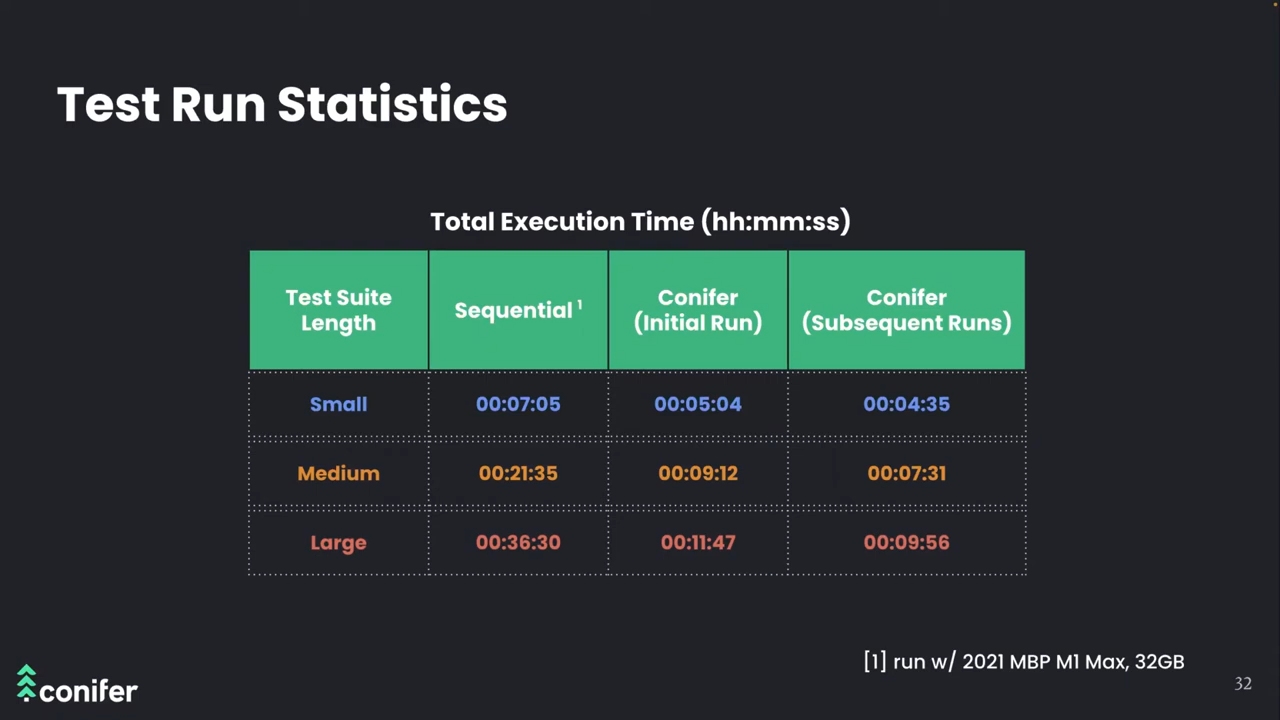 Test Run Statistics
Total Execution Time (hh:mm:ss)
Test Suite Length
Sequential ¹
Conifer (Initial Run)
Conifer (Subsequent Runs)
Small 00:07:05 00:05:04 00:04:35
Medium 00:21:35 00:09:12 00:07:31
Large 00:36:30 00:11:47 00:09:56
[1] run w/ 2021 MBP M1 Max, 32GB
conifer
32